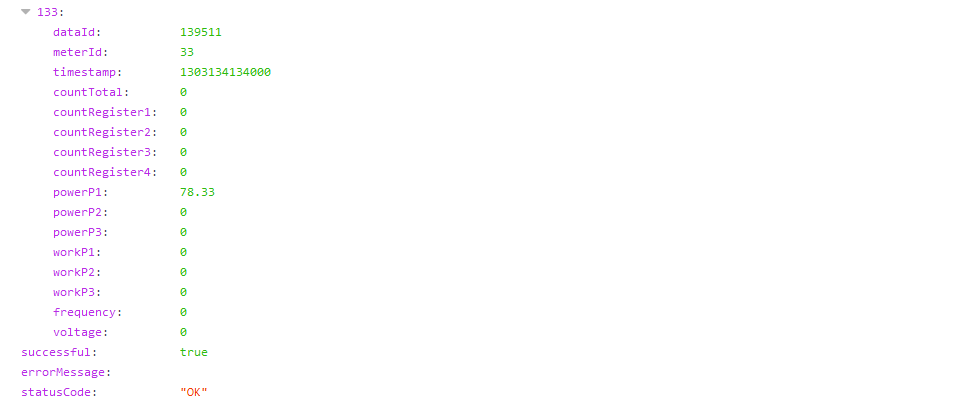 133:
dataId: 139511
meterId: 33
timestamp: 1303134134000
countTotal: 0
countRegister1: 0
countRegister2: 0
countRegister3: 0
countRegister4: 0
powerP1: 78.33
powerP2: 0
powerP3: 0
workP1: 0
workP2: 0
workP3: 0
frequency: 0
voltage: 0
successful: true
errorMessage:
statusCode: "OK"